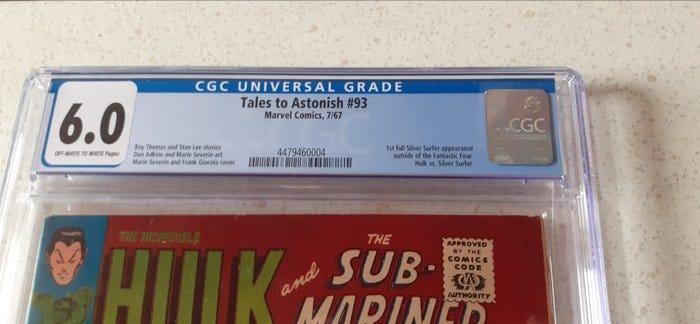 CGC UNIVERSAL GRADE
6.0
OFF-WHITE TO WHITE Pages
Tales to Astonish #93
Marvel Comics, 7/67
Roy Thomas and Stan Lee stories
Dan Adkins and Marie Severin art
Marie Severin and Frank Giacoia cover
4479460004
1st full Silver Surfer appearance
outside of the Fantastic Four.
Hulk vs. Silver Surfer.
CGC
THE INCREDIBLE
HULK
and
THE
SUB-
MARINER
APPROVED
BY THE
COMICS
CODE
AUTHORITY